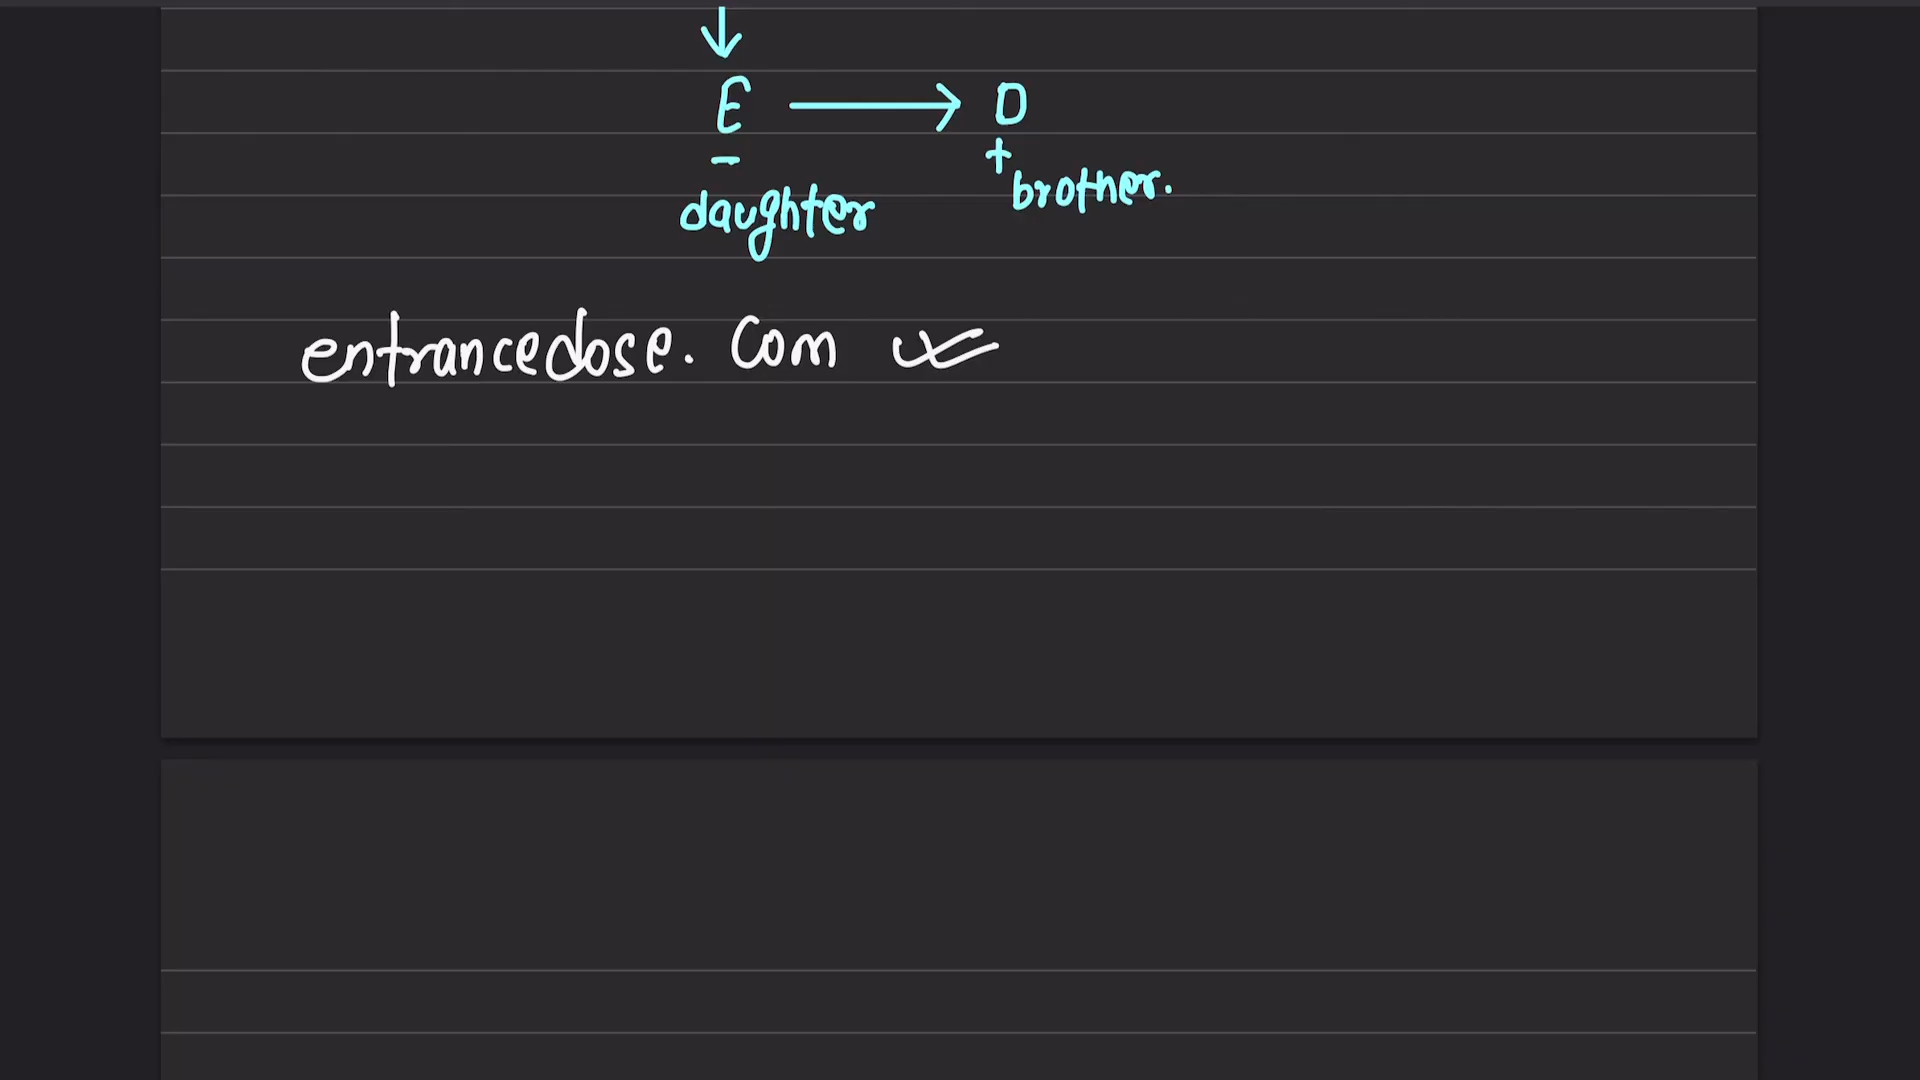 E → D
− +
brother.
daughter
entrancedose. Com